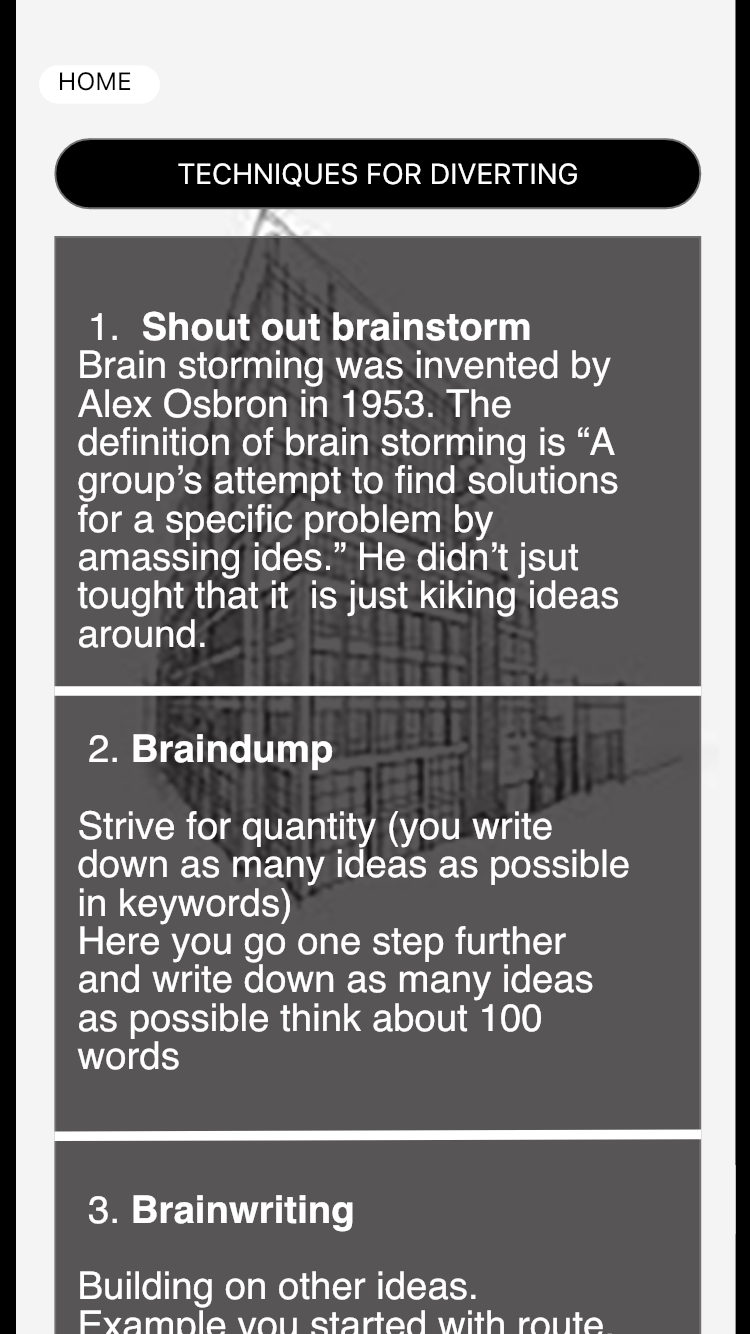 HOME
TECHNIQUES FOR DIVERTING
1. Shout out brainstorm
Brain storming was invented by
Alex Osbron in 1953. The
definition of brain storming is “A
group’s attempt to find solutions
for a specific problem by
amassing ides.” He didn’t jsut
tought that it  is just kiking ideas
around.
2. Braindump
Strive for quantity (you write
down as many ideas as possible
in keywords)
Here you go one step further
and write down as many ideas
as possible think about 100
words
3. Brainwriting
Building on other ideas.
Example you started with route.